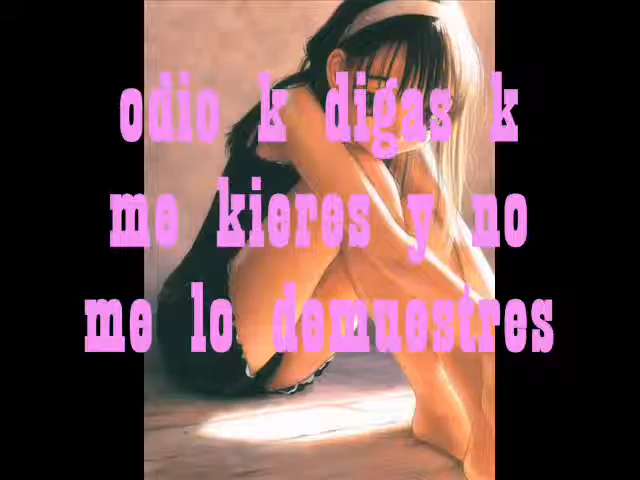 odio k digas k
me kieres y no
me lo demuestres